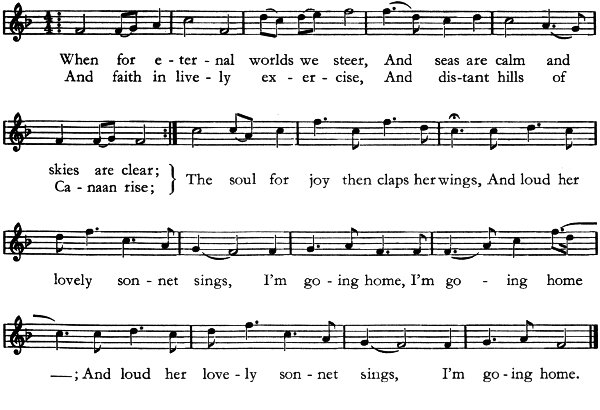 When for e - ter - nal worlds we steer, And seas are calm and
And faith in live - ly ex - er - cise, And dis-tant hills of
skies are clear;
Ca - naan rise;
} The soul for joy then claps her wings, And loud her
lovely son - net sings, I'm go - ing home, I'm go - ing home
—; And loud her love - ly son - net sings, I'm go - ing home.